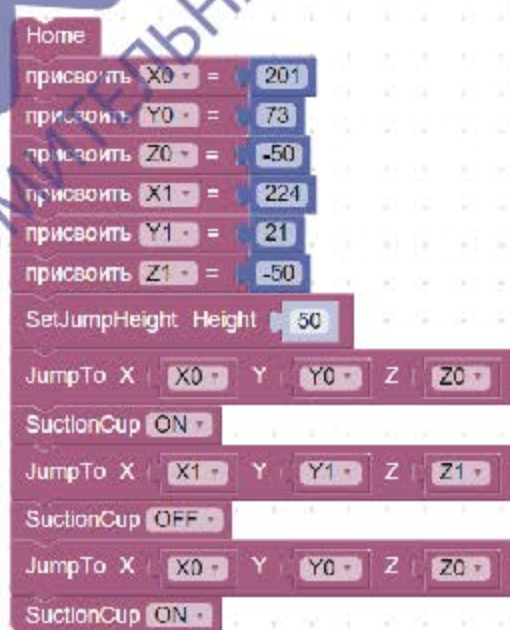 Home
присвоить X0 = 201
присвоить Y0 = 73
присвоить Z0 = -50
присвоить X1 = 224
присвоить Y1 = 21
присвоить Z1 = -50
SetJumpHeight Height 50
JumpTo X X0 Y Y0 Z Z0
SuctionCup ON
JumpTo X X1 Y Y1 Z Z1
SuctionCup OFF
JumpTo X X0 Y Y0 Z Z0
SuctionCup ON